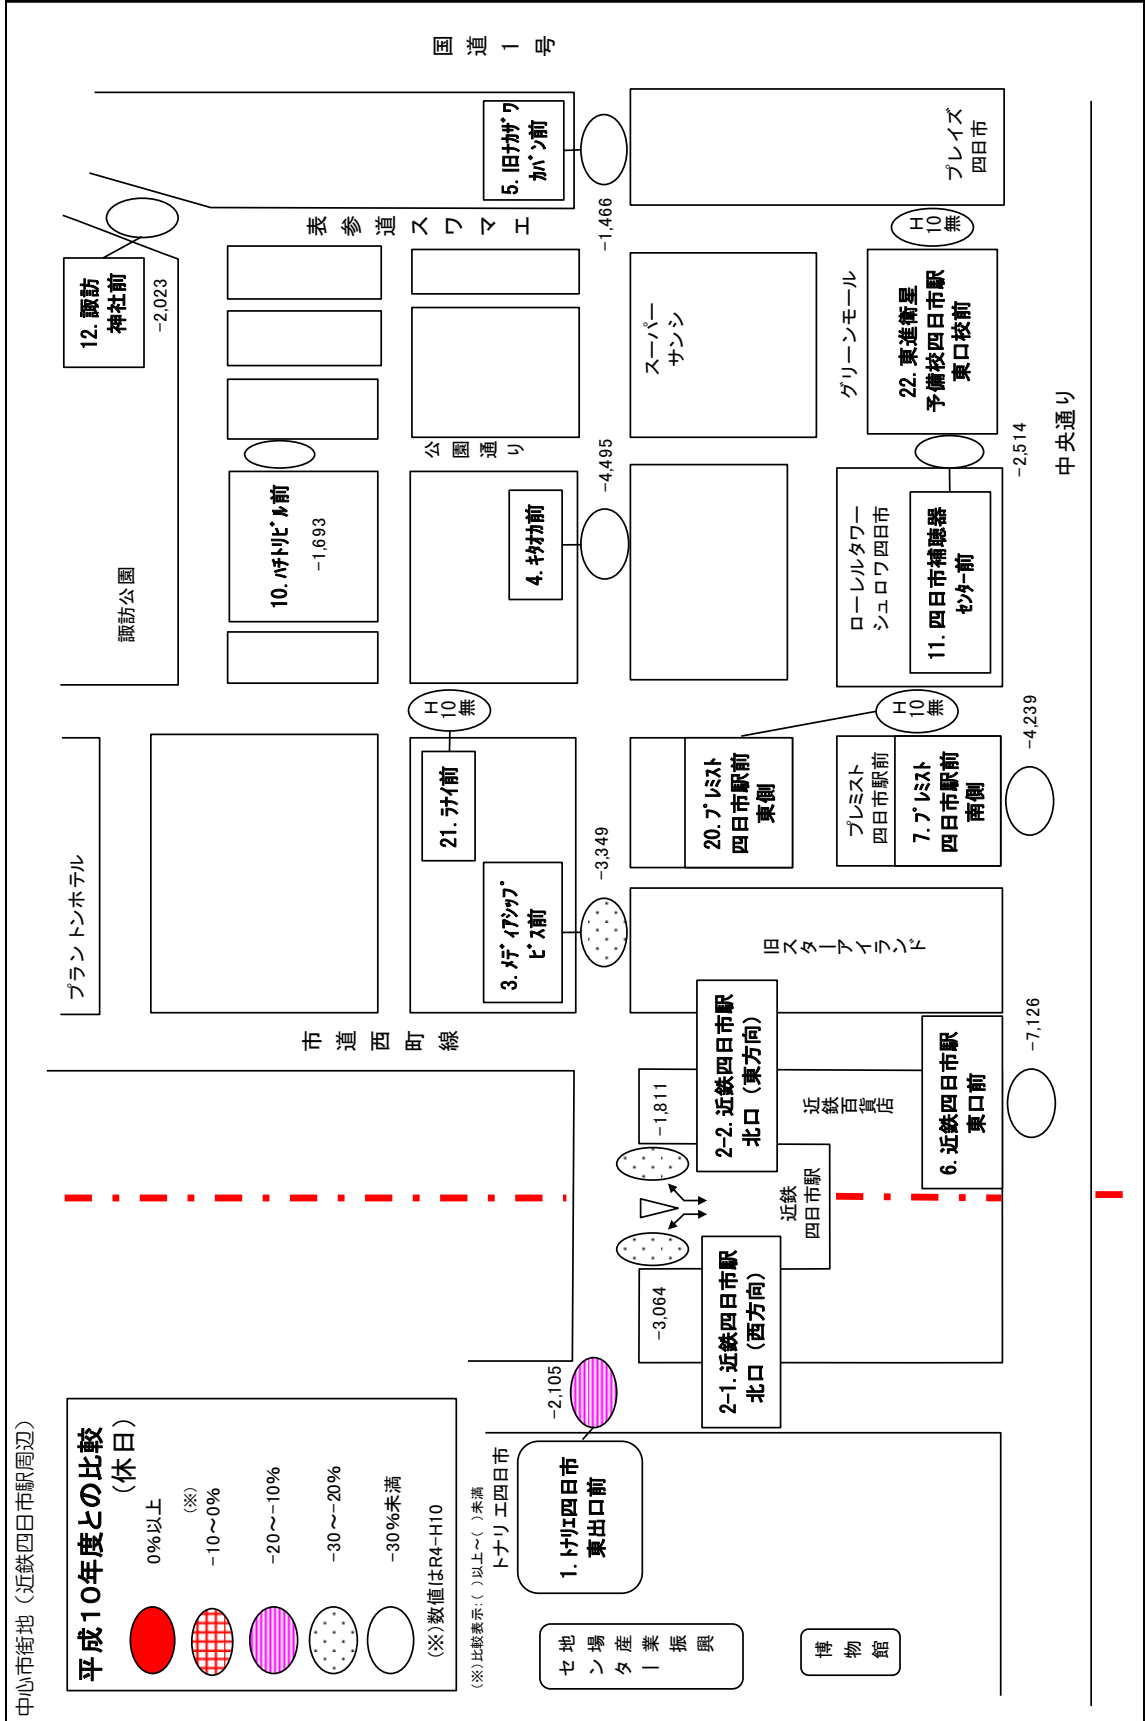 中心市街地（近鉄四日市駅周辺）
平成10年度との比較
（休日）
0%以上
(※)
-10～0%
-20～-10%
-30～-20%
-30%未満
(※)数値はR4-H10
(※)比較表示:( )以上～( )未満
国道1号
プラントンホテル
諏訪公園
12. 諏訪
神社前
-2,023
表参道スワマエ
5. 旧ナカザワ
カバン前
-1,466
10. ハチトリビル前
-1,693
公園通り
4. キタオカ前
-4,495
スーパー
サンシ
プレイズ
四日市
H
10
無
グリーンモール
22. 東進衛星
予備校四日市駅
東口校前
ローレルタワー
シュロワ四日市
11. 四日市補聴器
センター前
-2,514
中央通り
H
10
無
21. ラナイ前
3. メディアシップ
ビス前
-3,349
20. プレミスト
四日市駅前
東側
H
10
無
プレミスト
四日市駅前
7. プレミスト
四日市駅前
南側
-4,239
旧スターアイランド
市道西町線
2-2. 近鉄四日市駅
北口（東方向）
-1,811
近鉄
百貨店
6. 近鉄四日市駅
東口前
-7,126
近鉄
四日市駅
2-1. 近鉄四日市駅
北口（西方向）
-3,064
-2,105
トナリエ四日市
1. トナリエ四日市
東出口前
地場産業振興
センター
博物館